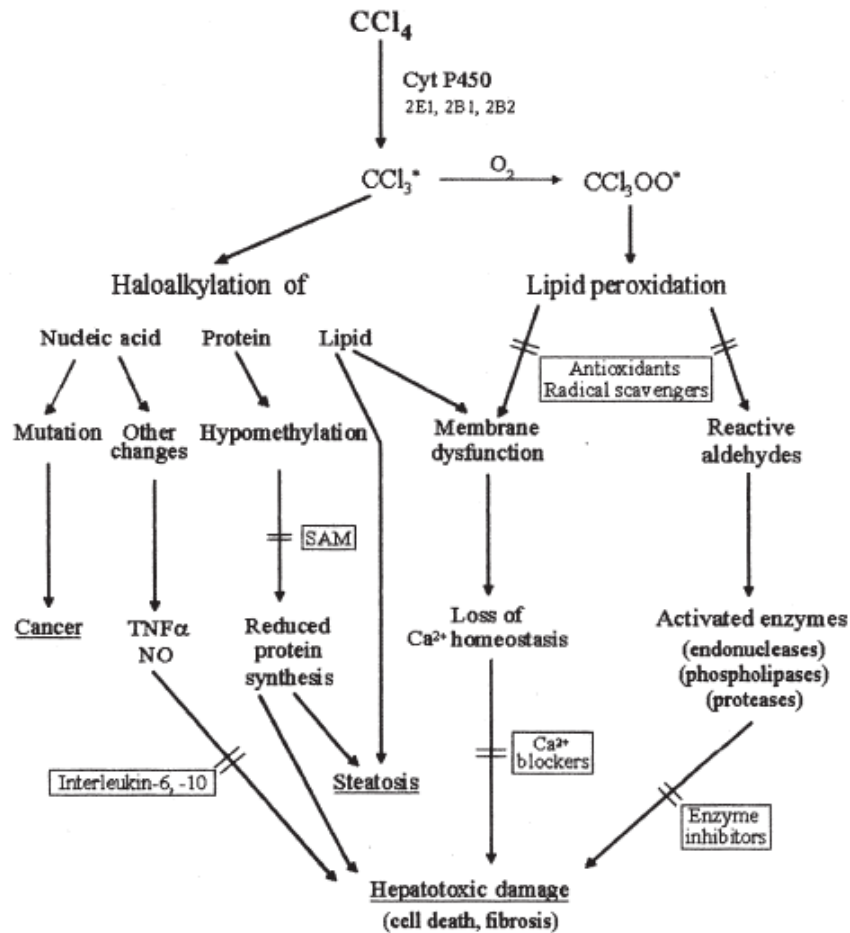 CCl₄
Cyt P450
2E1, 2B1, 2B2
CCl₃* O₂ CCl₃OO*
Haloalkylation of
Lipid peroxidation
Nucleic acid Protein Lipid
Antioxidants
Radical scavengers
Mutation Other
changes
Hypomethylation
Membrane
dysfunction
Reactive
aldehydes
SAM
Cancer
TNFα
NO
Reduced
protein
synthesis
Loss of
Ca²⁺ homeostasis
Activated enzymes
(endonucleases)
(phospholipases)
(proteases)
Interleukin-6, -10
Steatosis
Ca²⁺
blockers
Enzyme
inhibitors
Hepatotoxic damage
(cell death, fibrosis)